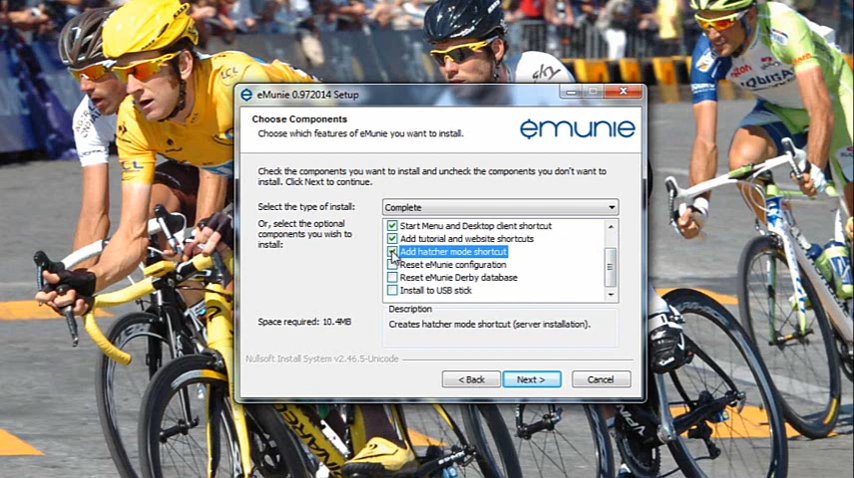 eMunie 0.972014 Setup
Choose Components
Choose which features of eMunie you want to install.
emunie
Check the components you want to install and uncheck the components you don't want to
install. Click Next to continue.
Select the type of install:
Complete
Or, select the optional
components you wish to
install:
Start Menu and Desktop client shortcut
Add tutorial and website shortcuts
Add hatcher mode shortcut
Reset eMunie configuration
Reset eMunie Derby database
Install to USB stick
Space required: 10.4MB
Description
Creates hatcher mode shortcut (server installation).
Nullsoft Install System v2.46.5-Unicode
< Back
Next >
Cancel
sky
LCL